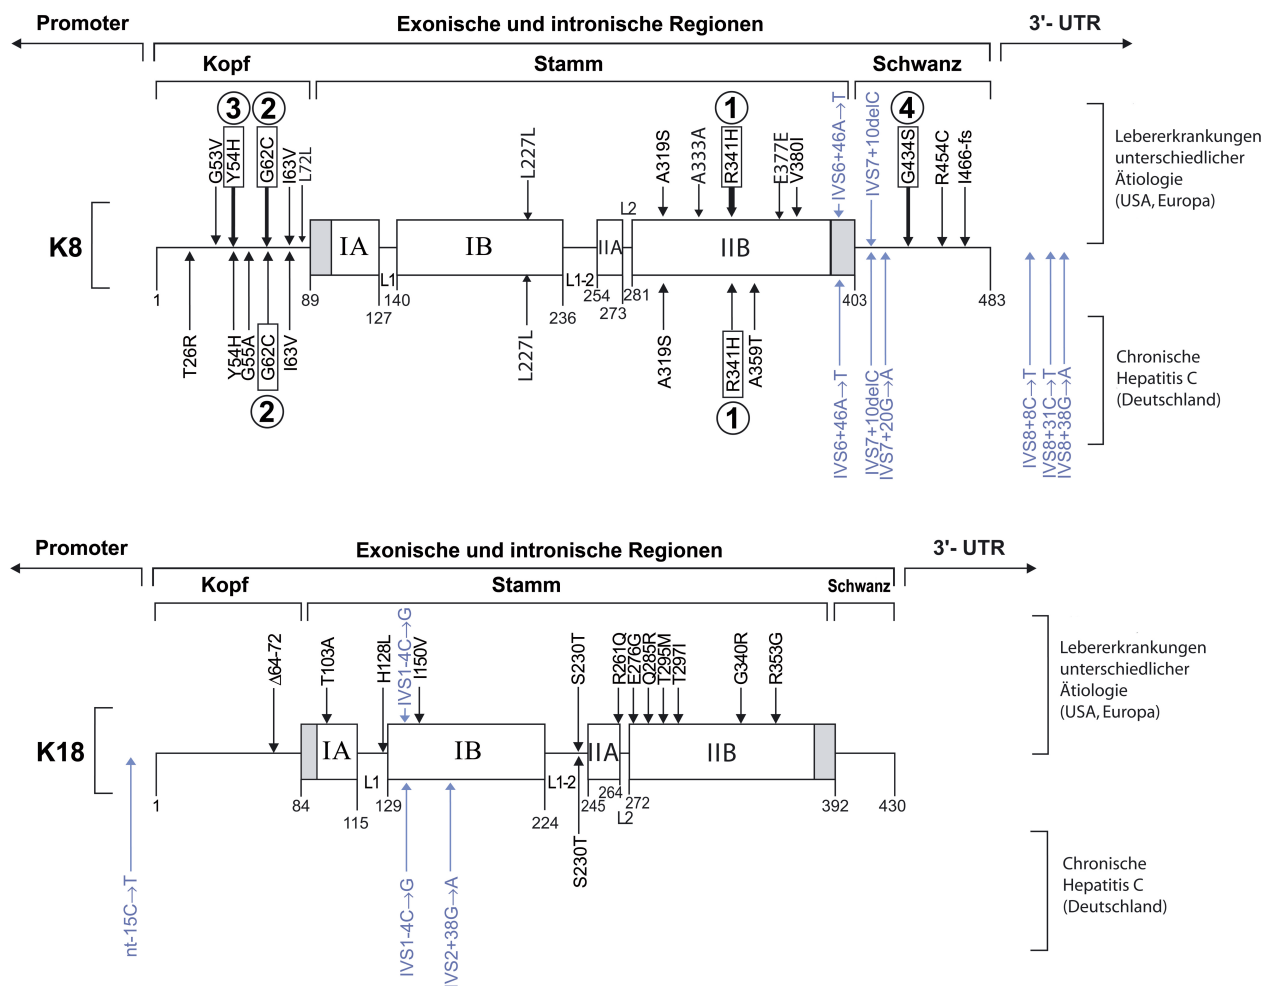 Promoter
Exonische und intronische Regionen
3'- UTR
Kopf
Stamm
Schwanz
3
2
1
4
G53V
Y54H
G62C
I63V
L72L
L227L
A319S
A333A
R341H
E377E
V380I
IVS6+46A→T
IVS7+10delC
G434S
R454C
I466-fs
Lebererkrankungen
unterschiedlicher
Ätiologie
(USA, Europa)
K8
IA
IB
IIA
L2
IIB
L1
L1-2
1
89
127
140
236
254
273
281
403
483
T26R
Y54H
G55A
G62C
I63V
L227L
A319S
R341H
A359T
IVS6+46A→T
IVS7+10delC
IVS7+20G→A
IVS8+8C→T
IVS8+31C→T
IVS8+38G→A
2
1
Chronische
Hepatitis C
(Deutschland)
Promoter
Exonische und intronische Regionen
3'- UTR
Kopf
Stamm
Schwanz
Δ64-72
T103A
H128L
IVS1-4C→G
I150V
S230T
R261Q
E276G
Q285R
T295M
T297I
G340R
R353G
Lebererkrankungen
unterschiedlicher
Ätiologie
(USA, Europa)
K18
IA
IB
IIA
IIB
L1
L1-2
L2
1
84
115
129
224
245
264
272
392
430
nt-15C→T
IVS1-4C→G
IVS2+38G→A
S230T
Chronische
Hepatitis C
(Deutschland)